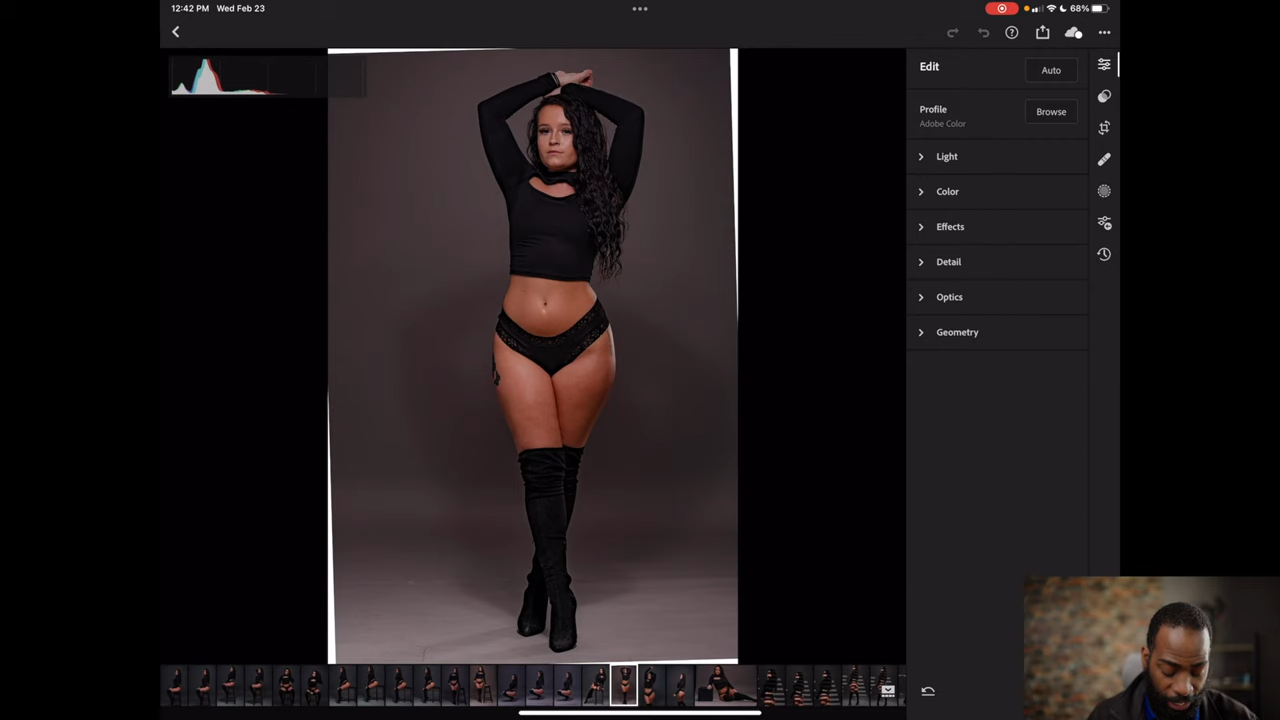 12:42 PM Wed Feb 23
68%
Edit
Auto
Profile
Adobe Color
Browse
Light
Color
Effects
Detail
Optics
Geometry